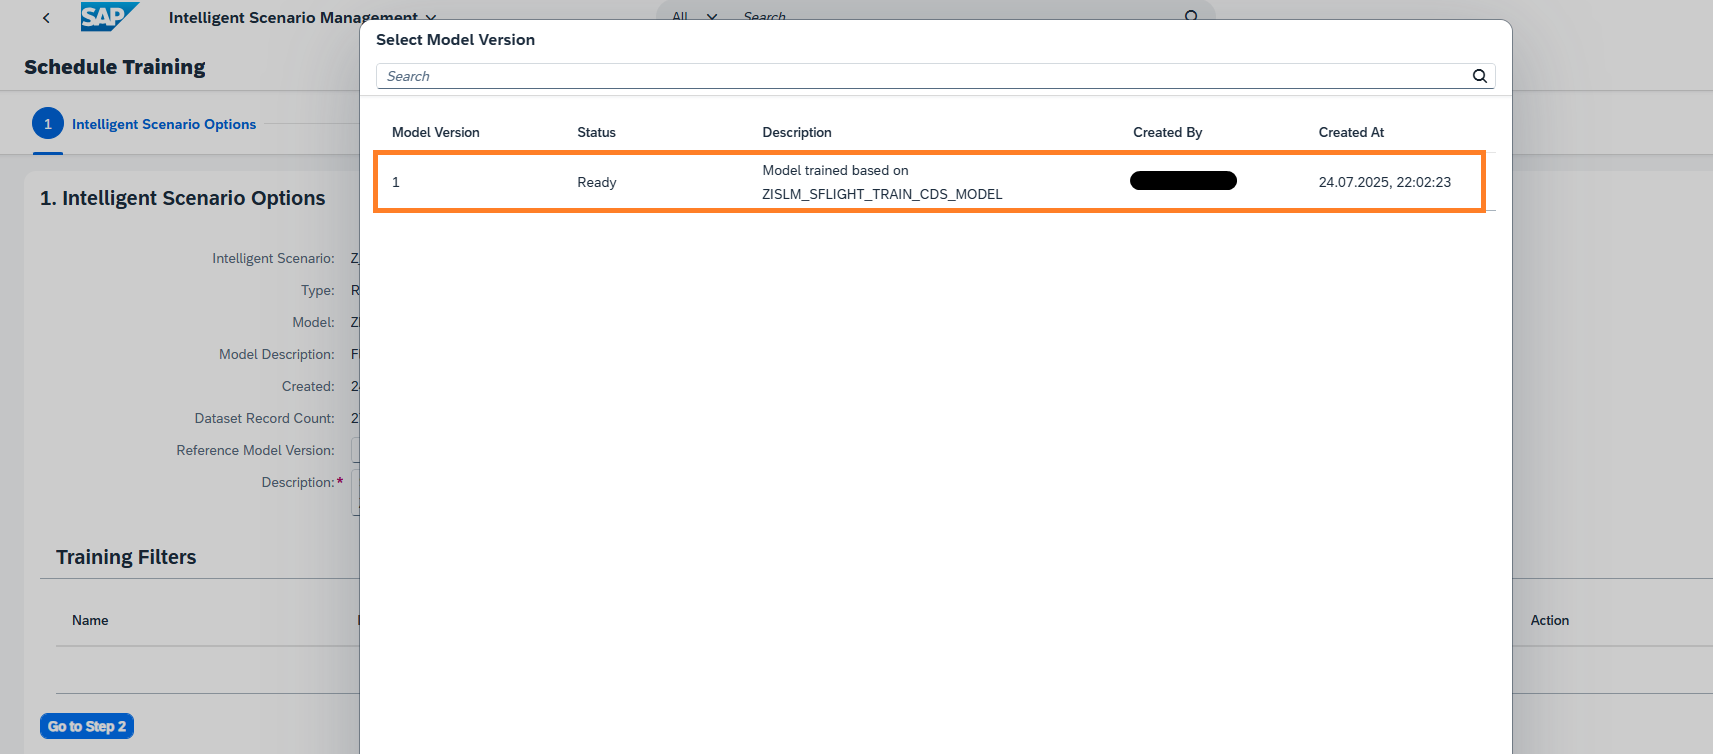 SAP Intelligent Scenario Management All Search
Select Model Version
Schedule Training
Search
1 Intelligent Scenario Options
Model Version Status Description Created By Created At
1 Ready Model trained based on
ZISLM_SFLIGHT_TRAIN_CDS_MODEL
24.07.2025, 22:02:23
1. Intelligent Scenario Options
Intelligent Scenario:
Type:
Model:
Model Description:
Created:
Dataset Record Count:
Reference Model Version:
Description:*
Training Filters
Name Action
Go to Step 2